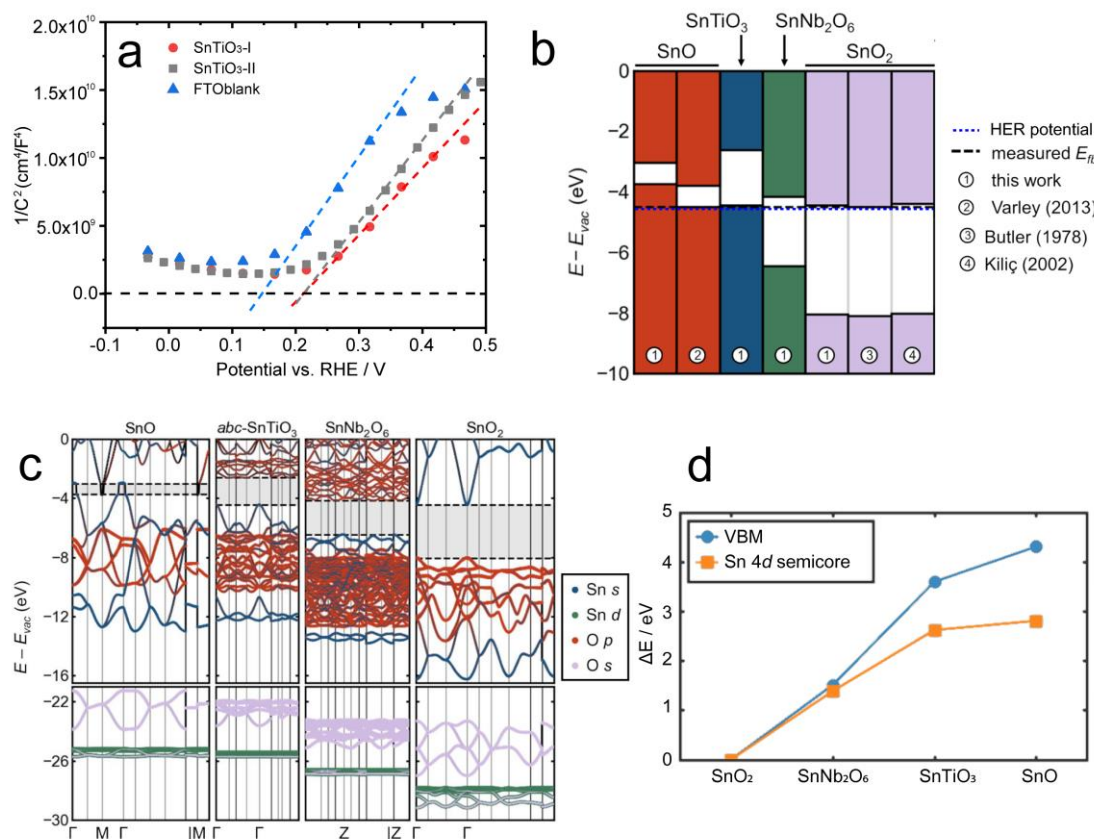 a
2.0x10¹⁰
1.5x10¹⁰
1.0x10¹⁰
5.0x10⁹
0.0
1/C⁻² (cm⁴/F⁴)
SnTiO₃-I
SnTiO₃-II
FTOblank
-0.1 0.0 0.1 0.2 0.3 0.4 0.5
Potential vs. RHE / V
b
SnTiO₃ SnNb₂O₆
SnO SnO₂
0
−2
−4
−6
−8
−10
E − Evac (eV)
1 2 1 1 1 3 4
HER potential
measured Efb
1 this work
2 Varley (2013)
3 Butler (1978)
4 Kiliç (2002)
c
SnO abc-SnTiO₃ SnNb₂O₆ SnO₂
0
−4
−8
−12
−16
−22
−26
−30
E − Evac (eV)
Γ M Γ |M Γ Γ Z |Z Γ Γ
Sn s
Sn d
O p
O s
d
VBM
Sn 4d semicore
5
4
3
2
1
0
ΔE / eV
SnO₂ SnNb₂O₆ SnTiO₃ SnO